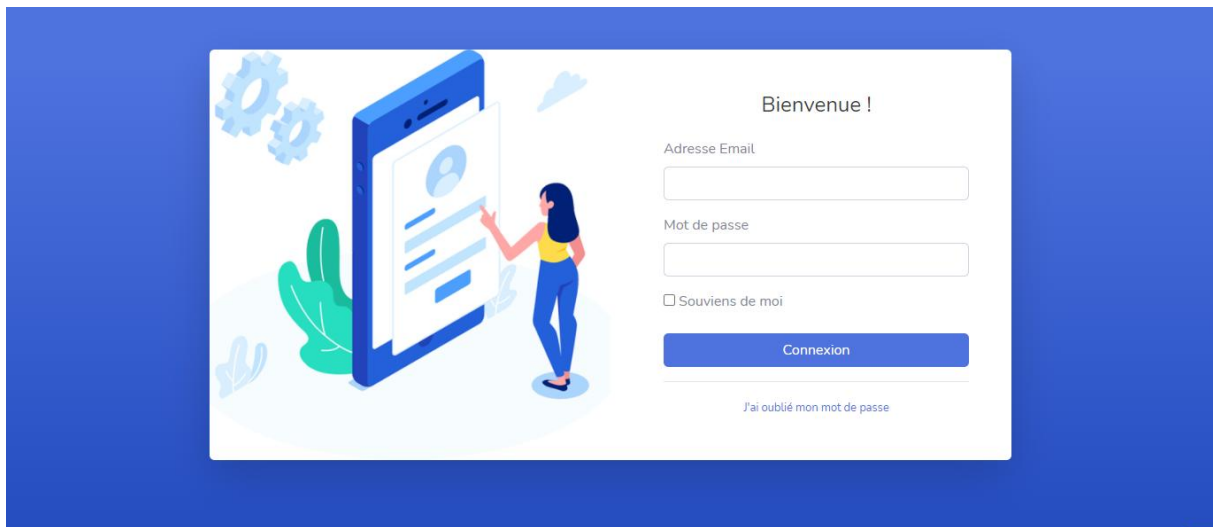 Bienvenue !
Adresse Email
Mot de passe
Souviens de moi
Connexion
J'ai oublié mon mot de passe